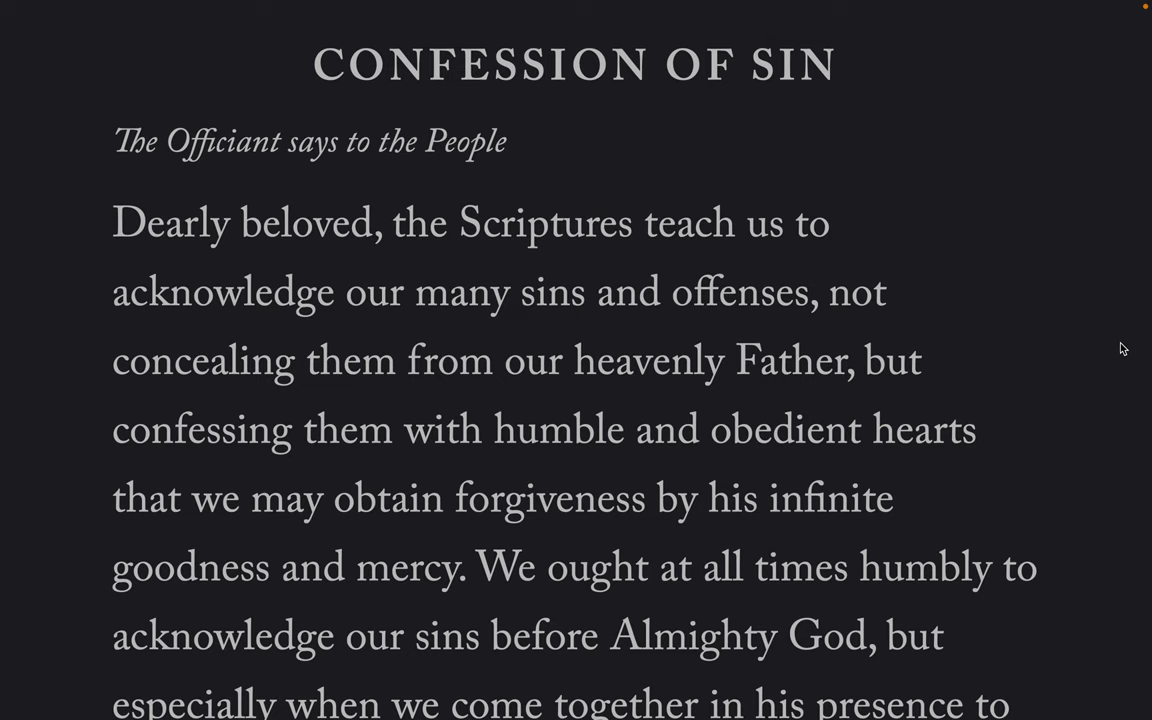 CONFESSION OF SIN
The Officiant says to the People
Dearly beloved, the Scriptures teach us to
acknowledge our many sins and offenses, not
concealing them from our heavenly Father, but
confessing them with humble and obedient hearts
that we may obtain forgiveness by his infinite
goodness and mercy. We ought at all times humbly to
acknowledge our sins before Almighty God, but
especially when we come together in his presence to